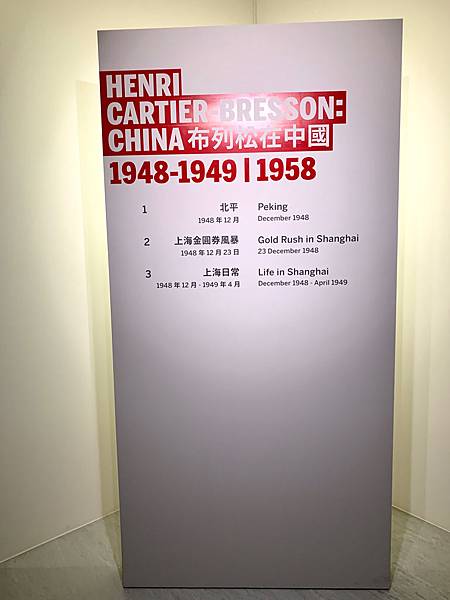 HENRI
CARTIER-BRESSON:
CHINA 布列松在中國
1948-1949 | 1958
1 北平 Peking
1948 年 12 月 December 1948
2 上海金圓券風暴 Gold Rush in Shanghai
1948 年 12 月 23 日 23 December 1948
3 上海日常 Life in Shanghai
1948 年 12 月 - 1949 年 4 月 December 1948 - April 1949